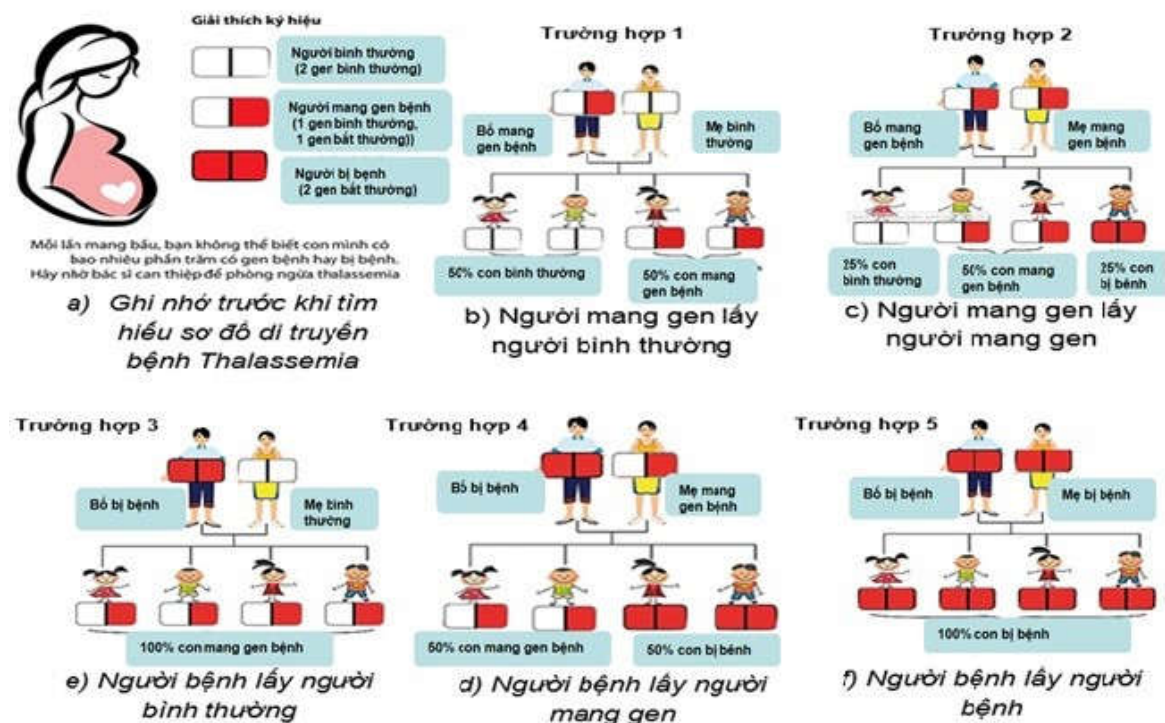 Giải thích ký hiệu
Người bình thường
(2 gen bình thường)
Người mang gen bệnh
(1 gen bình thường,
1 gen bất thường))
Người bị bệnh
(2 gen bất thường)
Mỗi lần mang bầu, bạn không thể biết con mình có
bao nhiêu phần trăm có gen bệnh hay bị bệnh.
Hãy nhờ bác sĩ can thiệp để phòng ngừa thalassemia
a) Ghi nhớ trước khi tìm
hiểu sơ đồ di truyền
bệnh Thalassemia
Trường hợp 1
Bố mang
gen bệnh
Mẹ bình
thường
50% con bình thường
50% con mang
gen bệnh
b) Người mang gen lấy
người bình thường
Trường hợp 2
Bố mang
gen bệnh
Mẹ mang
gen bệnh
25% con
bình thường
50% con mang
gen bệnh
25% con
bị bệnh
c) Người mang gen lấy
người mang gen
Trường hợp 3
Bố bị bệnh
Mẹ bình
thường
100% con mang gen bệnh
e) Người bệnh lấy người
bình thường
Trường hợp 4
Bố bị bệnh
Mẹ mang
gen bệnh
50% con mang gen bệnh
50% con bị bệnh
d) Người bệnh lấy người
mang gen
Trường hợp 5
Bố bị bệnh
Mẹ bị bệnh
100% con bị bệnh
f) Người bệnh lấy người
bệnh